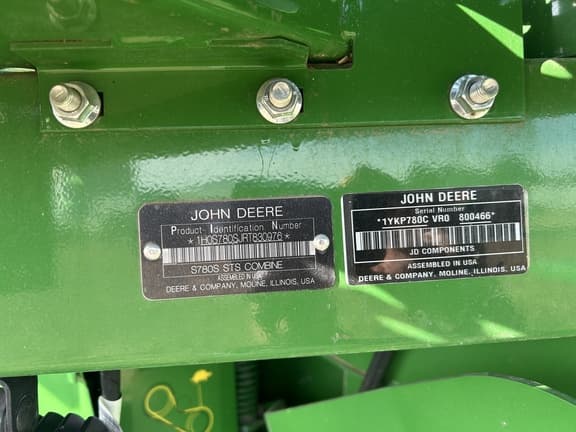 JOHN DEERE
Product Identification Number
*1H0S780SJRT830976*
S780S STS COMBINE
ASSEMBLED IN USA
DEERE & COMPANY, MOLINE, ILLINOIS, USA
JOHN DEERE
Serial Number
*1YKP780C VR0 800466*
JD COMPONENTS
ASSEMBLED IN USA
DEERE & COMPANY, MOLINE, ILLINOIS, USA